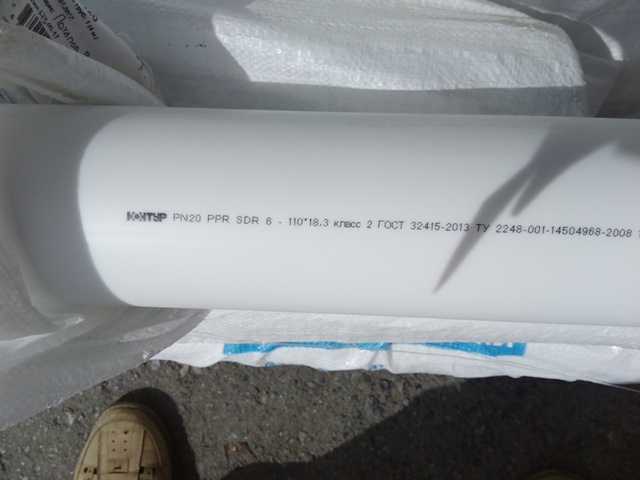 КОНТУР PN20 PPR SDR 6 - 110*18.3 класс 2 ГОСТ 32415-2013 ТУ 2248-001-14504968-2008